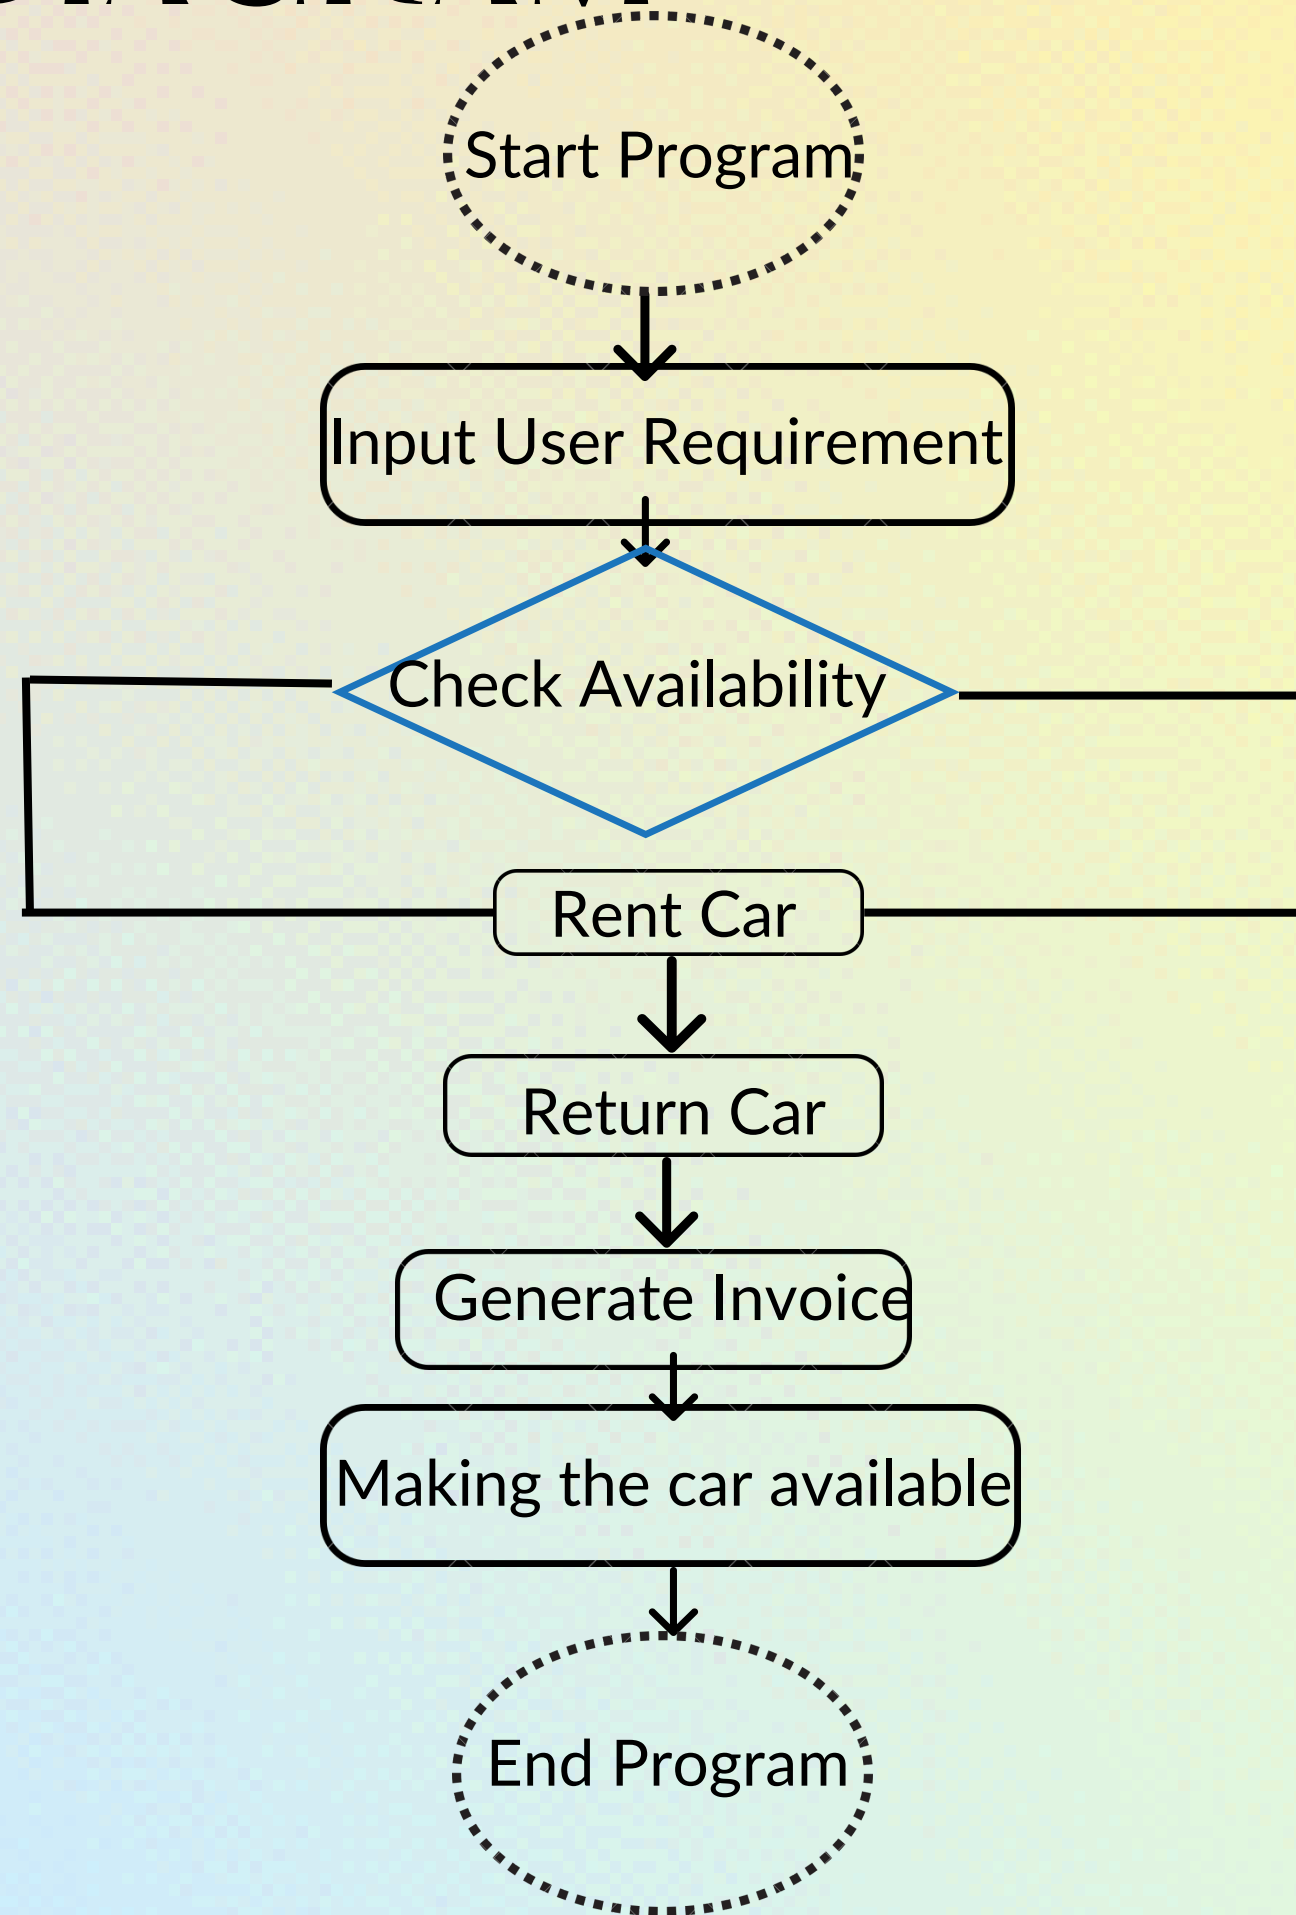 Start Program
Input User Requirement
Check Availability
Rent Car
Return Car
Generate Invoice
Making the car available
End Program